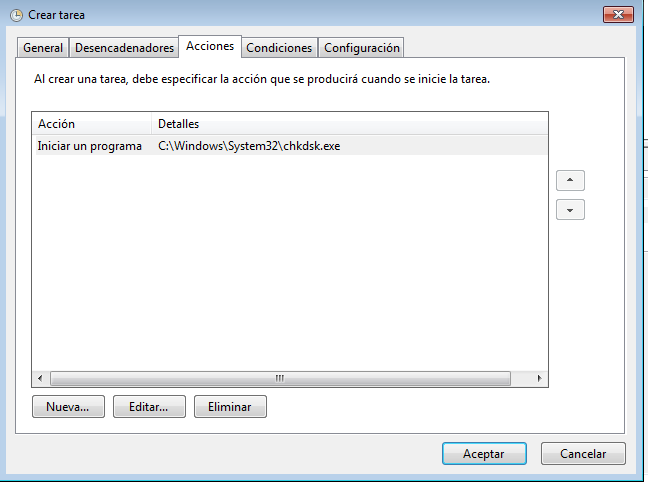 Crear tarea
General Desencadenadores Acciones Condiciones Configuración
Al crear una tarea, debe especificar la acción que se producirá cuando se inicie la tarea.
Acción Detalles
Iniciar un programa C:\Windows\System32\chkdsk.exe
Nueva... Editar... Eliminar
Aceptar Cancelar